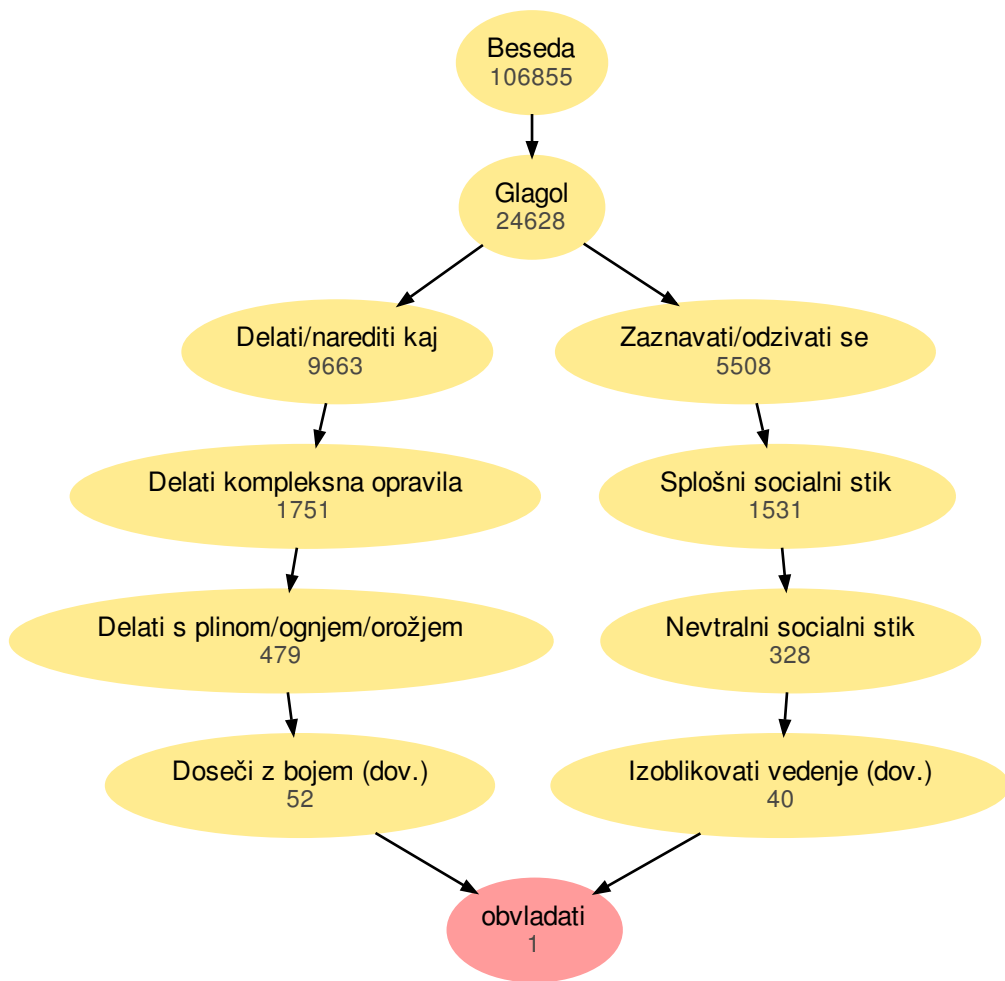 Beseda
106855
Glagol
24628
Delati/narediti kaj
9663
Zaznavati/odzivati se
5508
Delati kompleksna opravila
1751
Splošni socialni stik
1531
Delati s plinom/ognjem/orožjem
479
Nevtralni socialni stik
328
Doseči z bojem (dov.)
52
Izoblikovati vedenje (dov.)
40
obvladati
1